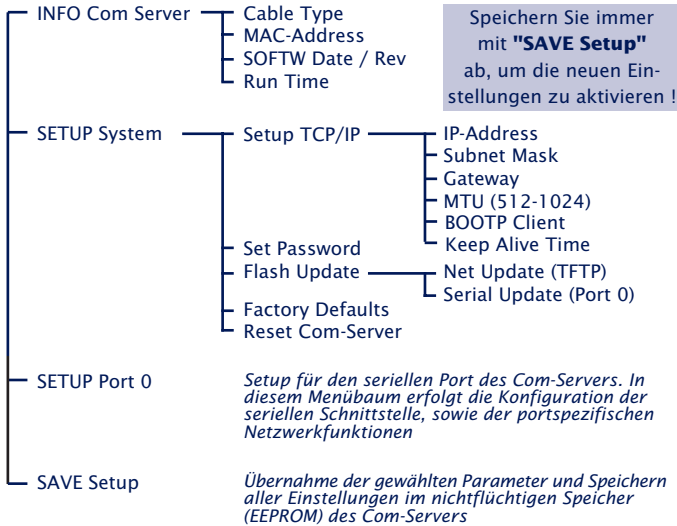 INFO Com Server
Cable Type
MAC-Address
SOFTW Date / Rev
Run Time
Speichern Sie immer
mit "SAVE Setup"
ab, um die neuen Ein-
stellungen zu aktivieren !
SETUP System
Setup TCP/IP
IP-Address
Subnet Mask
Gateway
MTU (512-1024)
BOOTP Client
Keep Alive Time
Set Password
Flash Update
Net Update (TFTP)
Serial Update (Port 0)
Factory Defaults
Reset Com-Server
SETUP Port 0
Setup für den seriellen Port des Com-Servers. In
diesem Menübaum erfolgt die Konfiguration der
seriellen Schnittstelle, sowie der portspezifischen
Netzwerkfunktionen
SAVE Setup
Übernahme der gewählten Parameter und Speichern
aller Einstellungen im nichtflüchtigen Speicher
(EEPROM) des Com-Servers